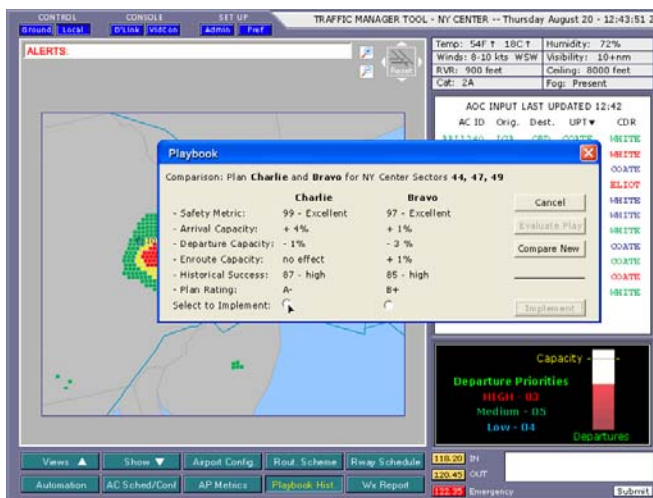 CONTROL CONSOLE SET UP TRAFFIC MANAGER TOOL - NY CENTER -- Thursday August 20 - 12:43:51
Ground Local D'Link VidCon Admin Pref
ALERTS:
Reset
Temp: 54F ↑ 18C ↑ Humidity: 72%
Winds: 8-10 kts WSW Visibility: 10+nm
RVR: 900 feet Ceiling: 8000 feet
Cat: 2A Fog: Present
AOC INPUT LAST UPDATED 12:42
AC ID Orig. Dest. UPT▼ CDR
WHITE
WHITE
COATE
ELIOT
WHITE
WHITE
WHITE
COATE
COATE
WHITE
Playbook
Comparison: Plan Charlie and Bravo for NY Center Sectors 44, 47, 49
Charlie Bravo
- Safety Metric: 99 - Excellent 97 - Excellent
- Arrival Capacity: + 4% + 1%
- Departure Capacity: - 1% - 3 %
- Enroute Capacity: no effect + 1%
- Historical Success: 87 - high 85 - high
- Plan Rating: A- B+
Select to Implement:
Cancel
Evaluate Play
Compare New
Implement
Capacity
Departure Priorities
HIGH - 03
Medium - 05
Low - 04
Departures
Views ▲ Show ▼ Airport Config. Rout. Scheme Rway Schedule
Automation AC Sched/Conf AP Metrics Playbook Hist. Wx Report
118.20 IN
120.45 OUT
122.35 Emergency Submit